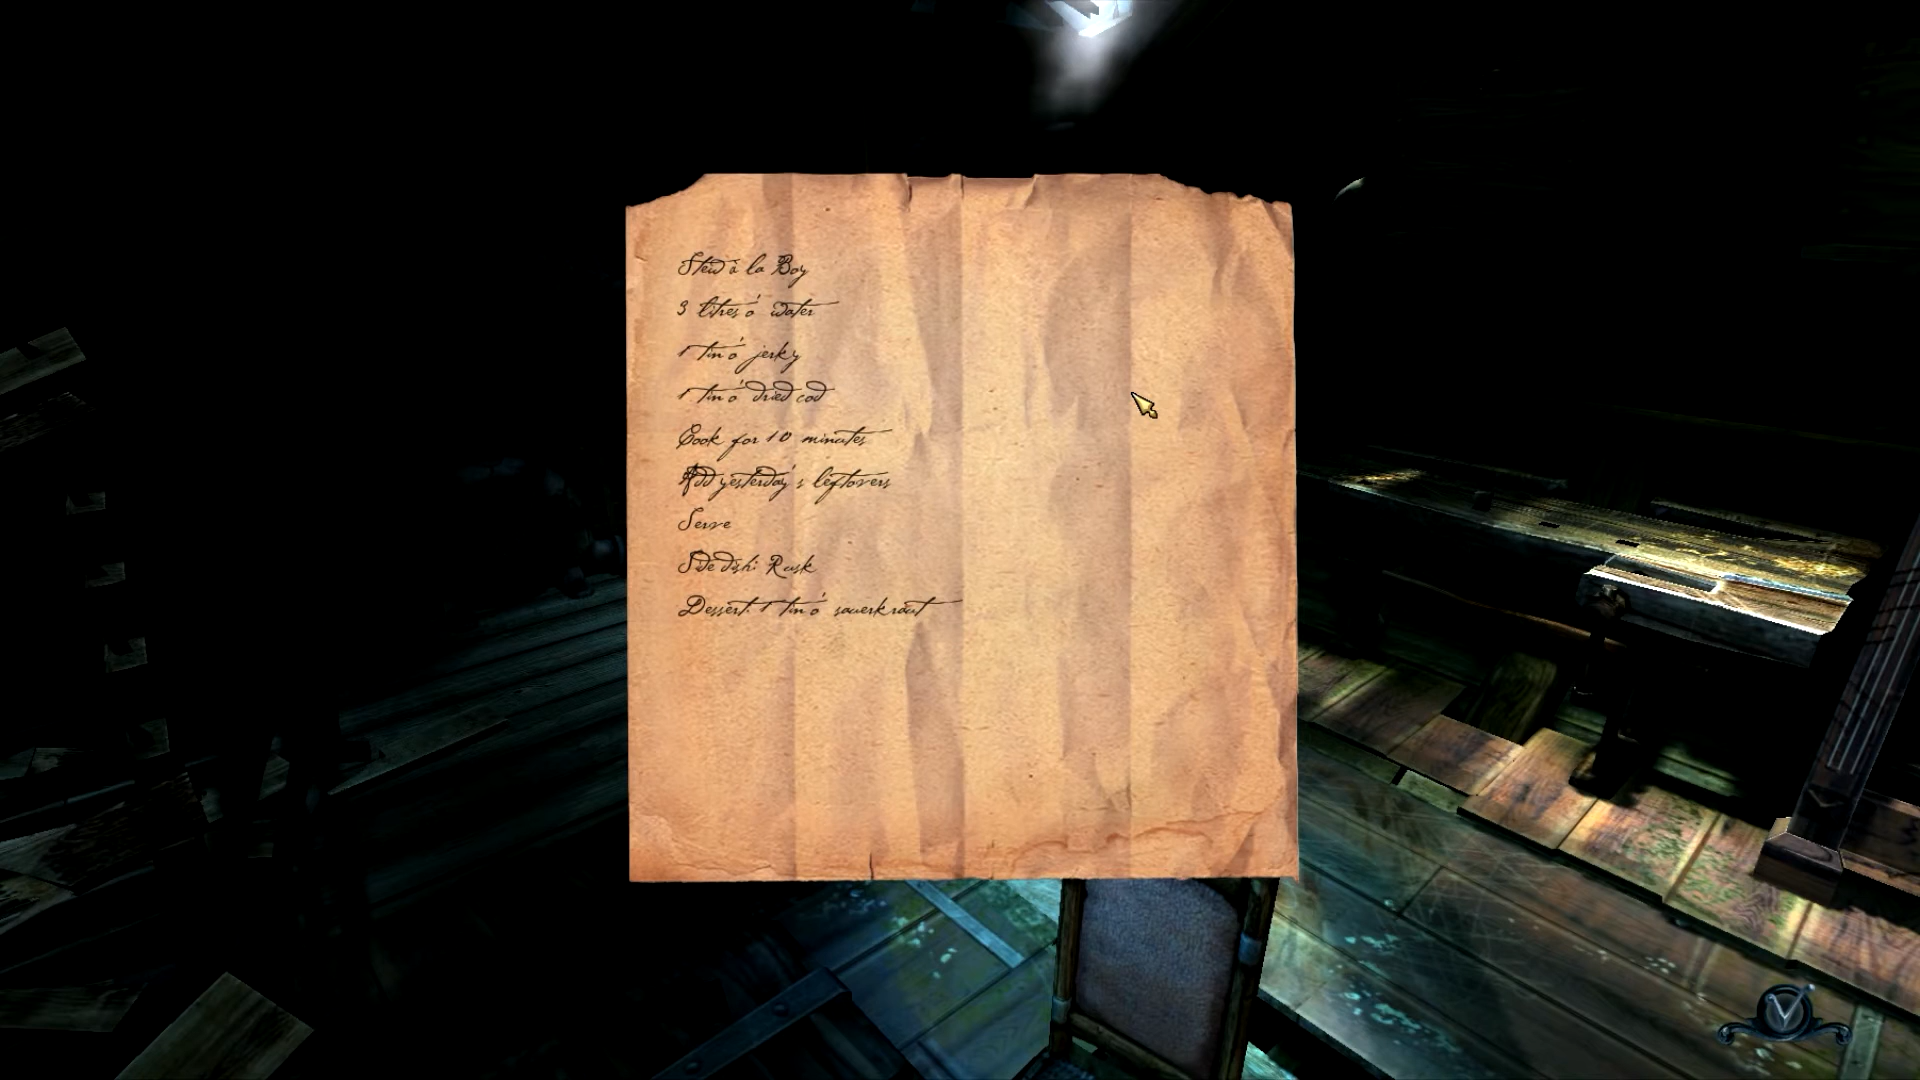 Stew à la Boy
3 litres o' water
1 tin o' jerky
1 tin o' dried cod
Cook for 10 minutes
Add yesterday's leftovers
Serve
Side dish: Rusk
Dessert: 1 tin o' sauerkraut
V